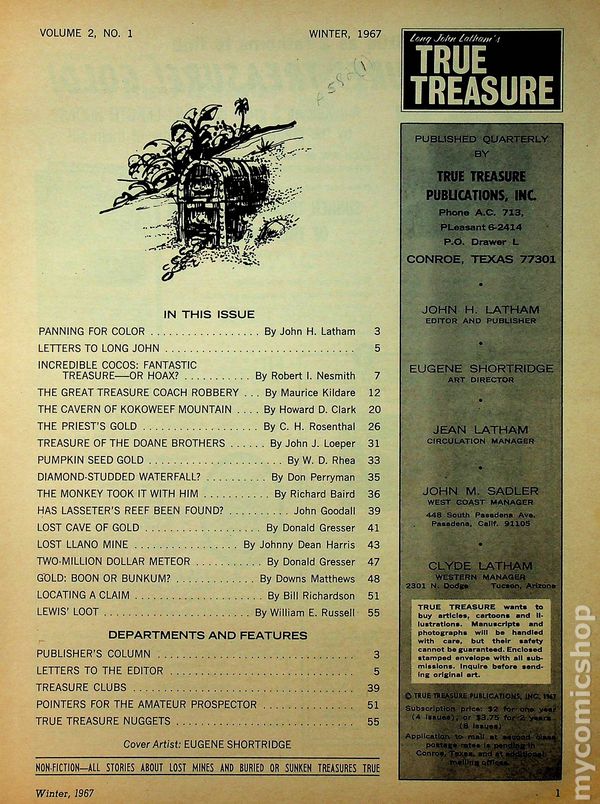 VOLUME 2, NO. 1
WINTER, 1967
IN THIS ISSUE
PANNING FOR COLOR . . . . . . . . . . . . . . . . By John H. Latham 3
LETTERS TO LONG JOHN . . . . . . . . . . . . . . . . 5
INCREDIBLE COCOS: FANTASTIC
TREASURE—OR HOAX? . . . . . . . . . . . By Robert I. Nesmith 7
THE GREAT TREASURE COACH ROBBERY . . . By Maurice Kildare 12
THE CAVERN OF KOKOWEEF MOUNTAIN . . . . By Howard D. Clark 20
THE PRIEST'S GOLD . . . . . . . . . . . . . . . . By C. H. Rosenthal 26
TREASURE OF THE DOANE BROTHERS . . . . . . By John J. Loeper 31
PUMPKIN SEED GOLD . . . . . . . . . . . . . . . . By W. D. Rhea 33
DIAMOND-STUDDED WATERFALL? . . . . . . . . . . By Don Perryman 35
THE MONKEY TOOK IT WITH HIM . . . . . . . . . . By Richard Baird 36
HAS LASSETER'S REEF BEEN FOUND? . . . . . . . . John Goodall 39
LOST CAVE OF GOLD . . . . . . . . . . . . . . . . By Donald Gresser 41
LOST LLANO MINE . . . . . . . . . . . . . . . By Johnny Dean Harris 43
TWO-MILLION DOLLAR METEOR . . . . . . . . . . By Donald Gresser 47
GOLD: BOON OR BUNKUM? . . . . . . . . . . . By Downs Matthews 48
LOCATING A CLAIM . . . . . . . . . . . . . . . . By Bill Richardson 51
LEWIS' LOOT . . . . . . . . . . . . . . . . By William E. Russell 55
DEPARTMENTS AND FEATURES
PUBLISHER'S COLUMN . . . . . . . . . . . . . . . . 3
LETTERS TO THE EDITOR . . . . . . . . . . . . . . . . 5
TREASURE CLUBS . . . . . . . . . . . . . . . . 39
POINTERS FOR THE AMATEUR PROSPECTOR . . . . . . . . . . . . . . . . 51
TRUE TREASURE NUGGETS . . . . . . . . . . . . . . . . 55
Cover Artist: EUGENE SHORTRIDGE
NON-FICTION—ALL STORIES ABOUT LOST MINES AND BURIED OR SUNKEN TREASURES TRUE
Winter, 1967
Long John Latham's
TRUE
TREASURE
PUBLISHED QUARTERLY
BY
TRUE TREASURE
PUBLICATIONS, INC.
Phone A.C. 713,
PLeasant 6-2414
P.O. Drawer L
CONROE, TEXAS 77301
JOHN H. LATHAM
EDITOR AND PUBLISHER
EUGENE SHORTRIDGE
ART DIRECTOR
JEAN LATHAM
CIRCULATION MANAGER
JOHN M. SADLER
WEST COAST MANAGER
448 South Pasadena Ave.
Pasadena, Calif. 91105
CLYDE LATHAM
WESTERN MANAGER
2301 N. Dodge Tucson, Arizona
TRUE TREASURE wants to
buy articles, cartoons and il-
lustrations. Manuscripts and
photographs will be handled
with care, but their safety
cannot be guaranteed. Enclosed
stamped envelope with all sub-
missions. Inquire before send-
ing original art.
© TRUE TREASURE PUBLICATIONS, INC. 1967
Subscription price: $2 for one year
(4 issues), or $3.75 for 2 years
(8 issues)
Application to mail at second class
postage rates is pending in
Conroe, Texas, and at additional
mailing offices.
1
mycomicshop